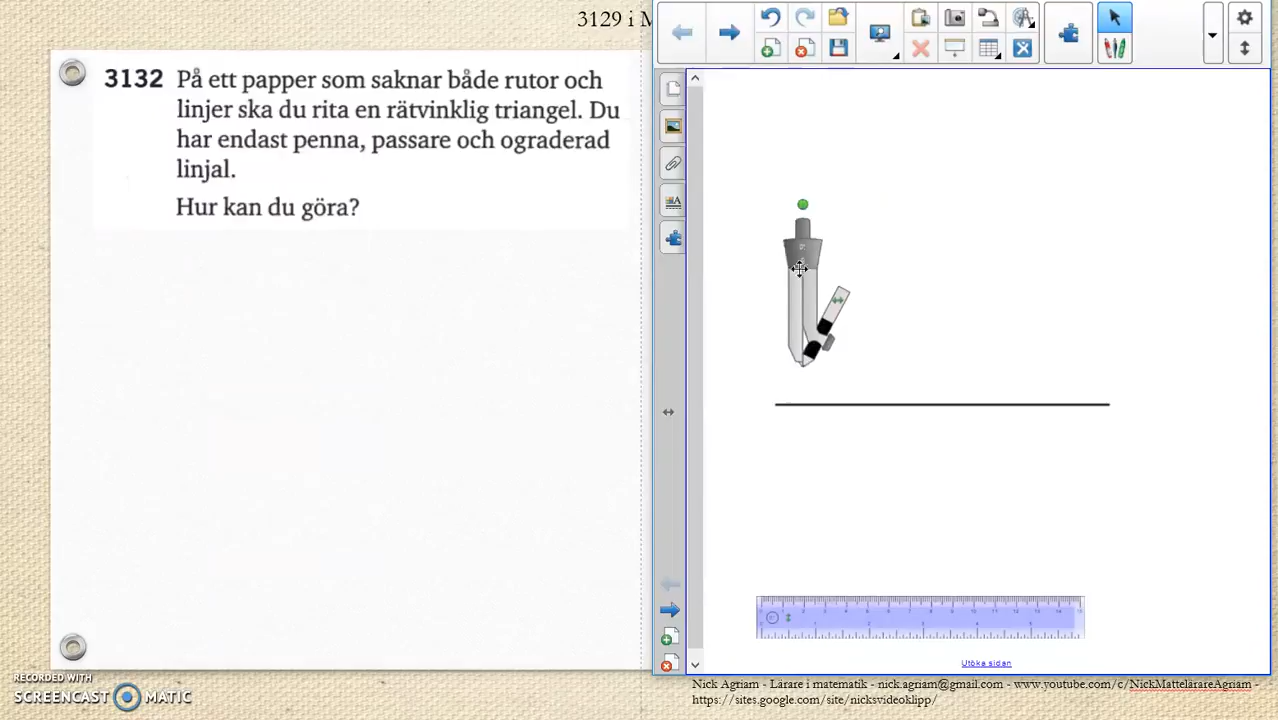 3129 i M
3132 På ett papper som saknar både rutor och
linjer ska du rita en rätvinklig triangel. Du
har endast penna, passare och ograderad
linjal.
Hur kan du göra?
Utöka sidan
RECORDED WITH
SCREENCAST MATIC
Nick Agriam - Lärare i matematik - nick.agriam@gmail.com - www.youtube.com/c/NickMattelärareAgriam -
https://sites.google.com/site/nicksvideoklipp/